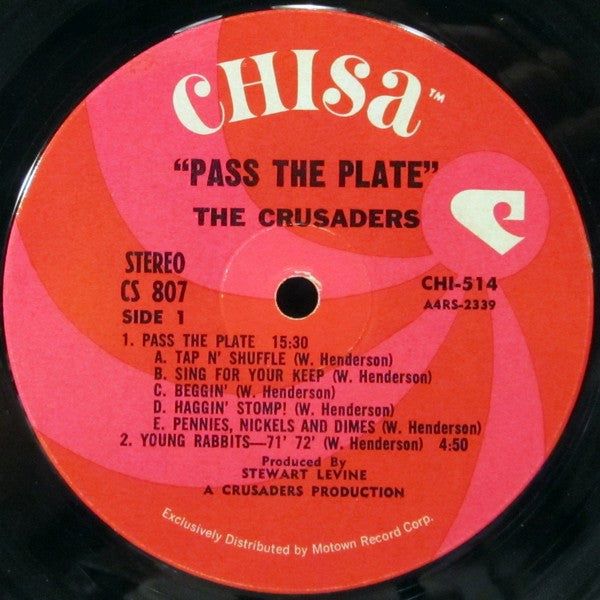 CHISA™
"PASS THE PLATE"
THE CRUSADERS
STEREO
CS 807
SIDE 1
CHI-514
A4RS-2339
1. PASS THE PLATE 15:30
A. TAP N' SHUFFLE (W. Henderson)
B. SING FOR YOUR KEEP (W. Henderson)
C. BEGGIN' (W. Henderson)
D. HAGGIN' STOMP! (W. Henderson)
E. PENNIES, NICKELS AND DIMES (W. Henderson)
2. YOUNG RABBITS—71' 72' (W. Henderson) 4:50
Produced By
STEWART LEVINE
A CRUSADERS PRODUCTION
Exclusively Distributed by Motown Record Corp.